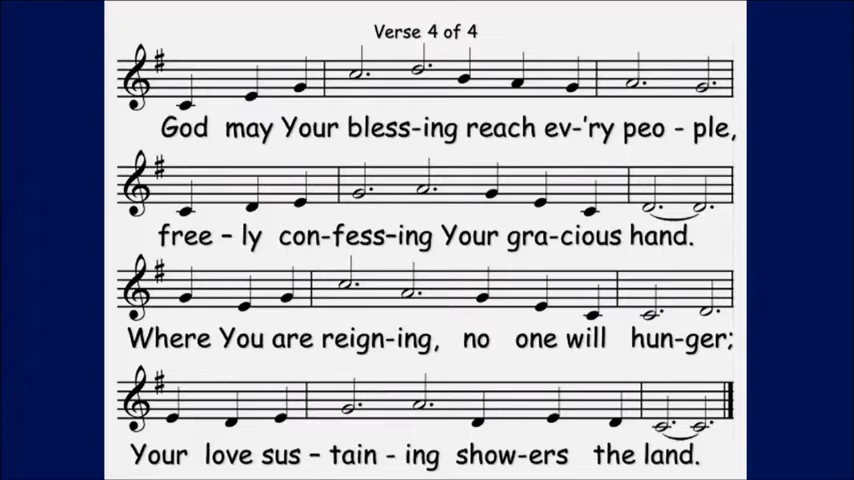 Verse 4 of 4
God may Your bless-ing reach ev-'ry peo - ple,
free - ly con-fess-ing Your gra-cious hand.
Where You are reign-ing, no one will hun-ger;
Your love sus - tain - ing show-ers the land.